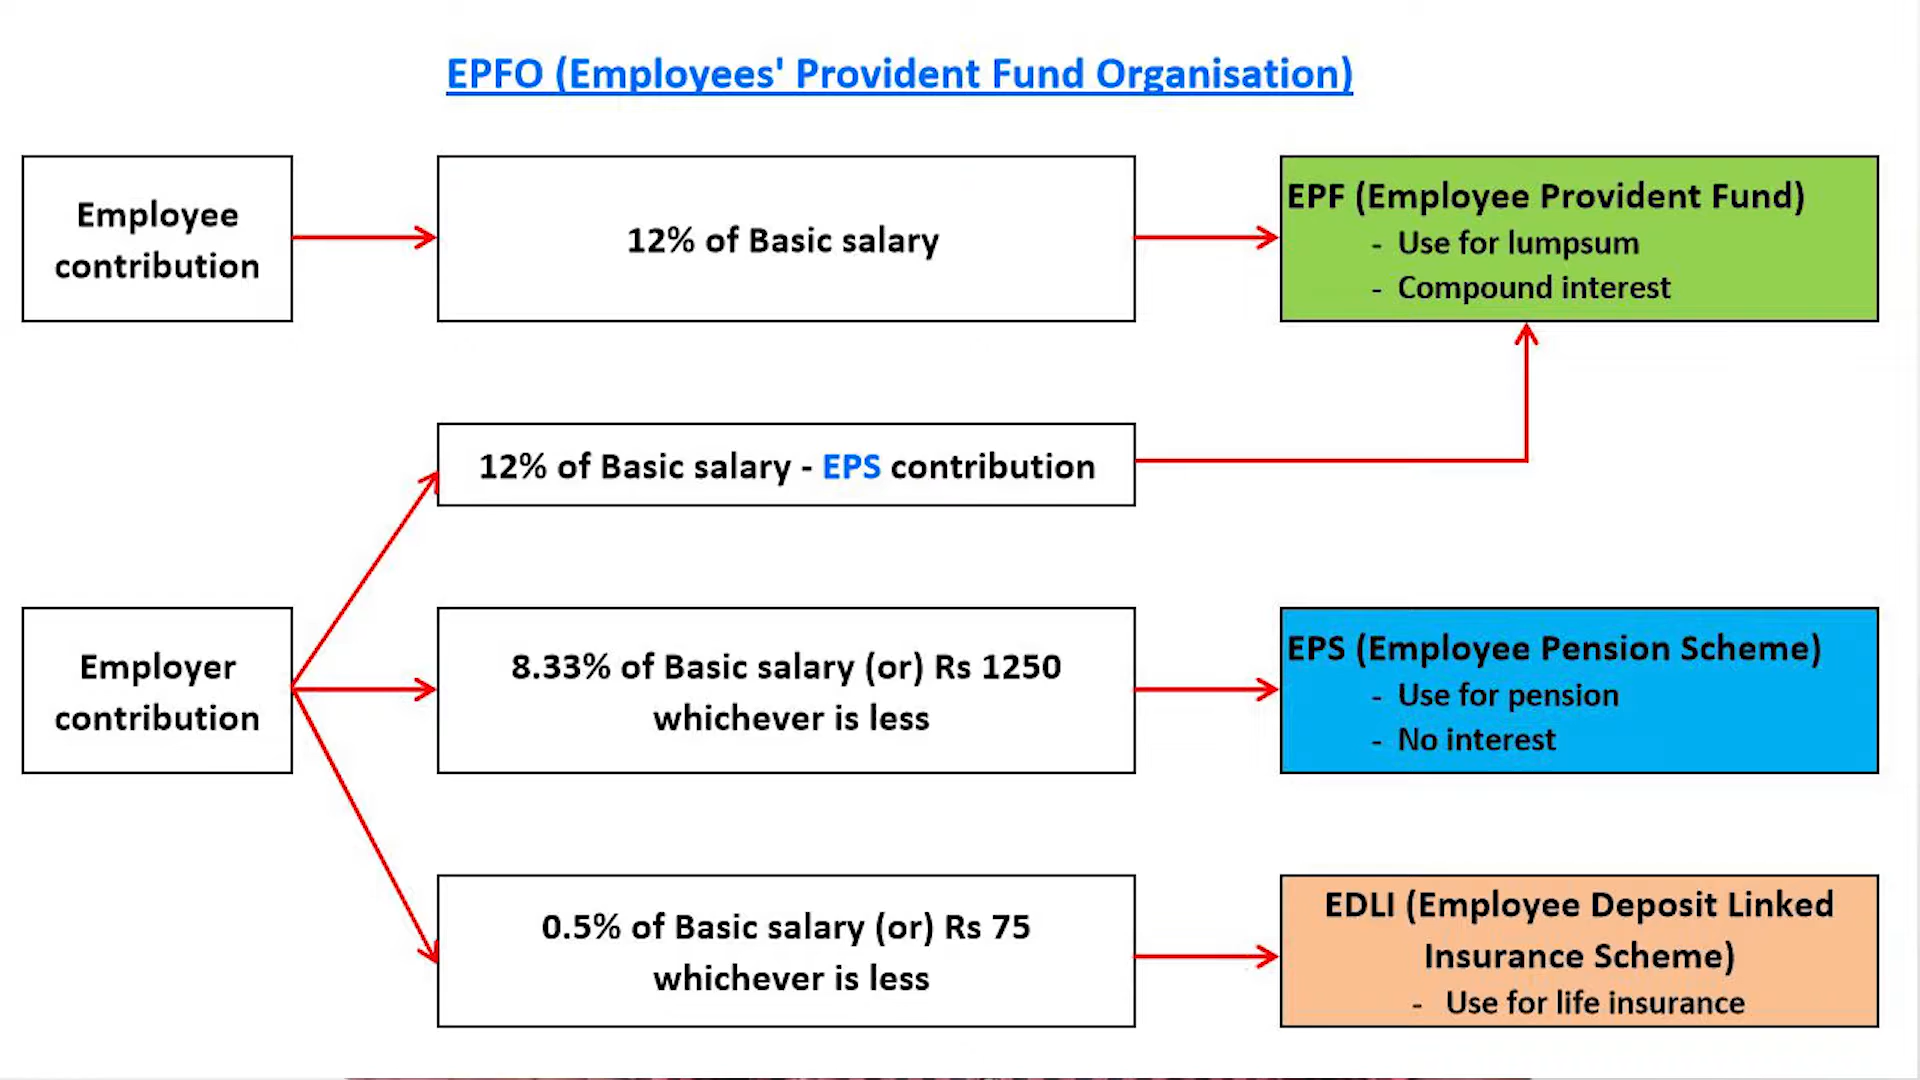 EPFO (Employees' Provident Fund Organisation)
Employee
contribution
12% of Basic salary
EPF (Employee Provident Fund)
- Use for lumpsum
- Compound interest
12% of Basic salary - EPS contribution
Employer
contribution
8.33% of Basic salary (or) Rs 1250
whichever is less
EPS (Employee Pension Scheme)
- Use for pension
- No interest
0.5% of Basic salary (or) Rs 75
whichever is less
EDLI (Employee Deposit Linked
Insurance Scheme)
- Use for life insurance